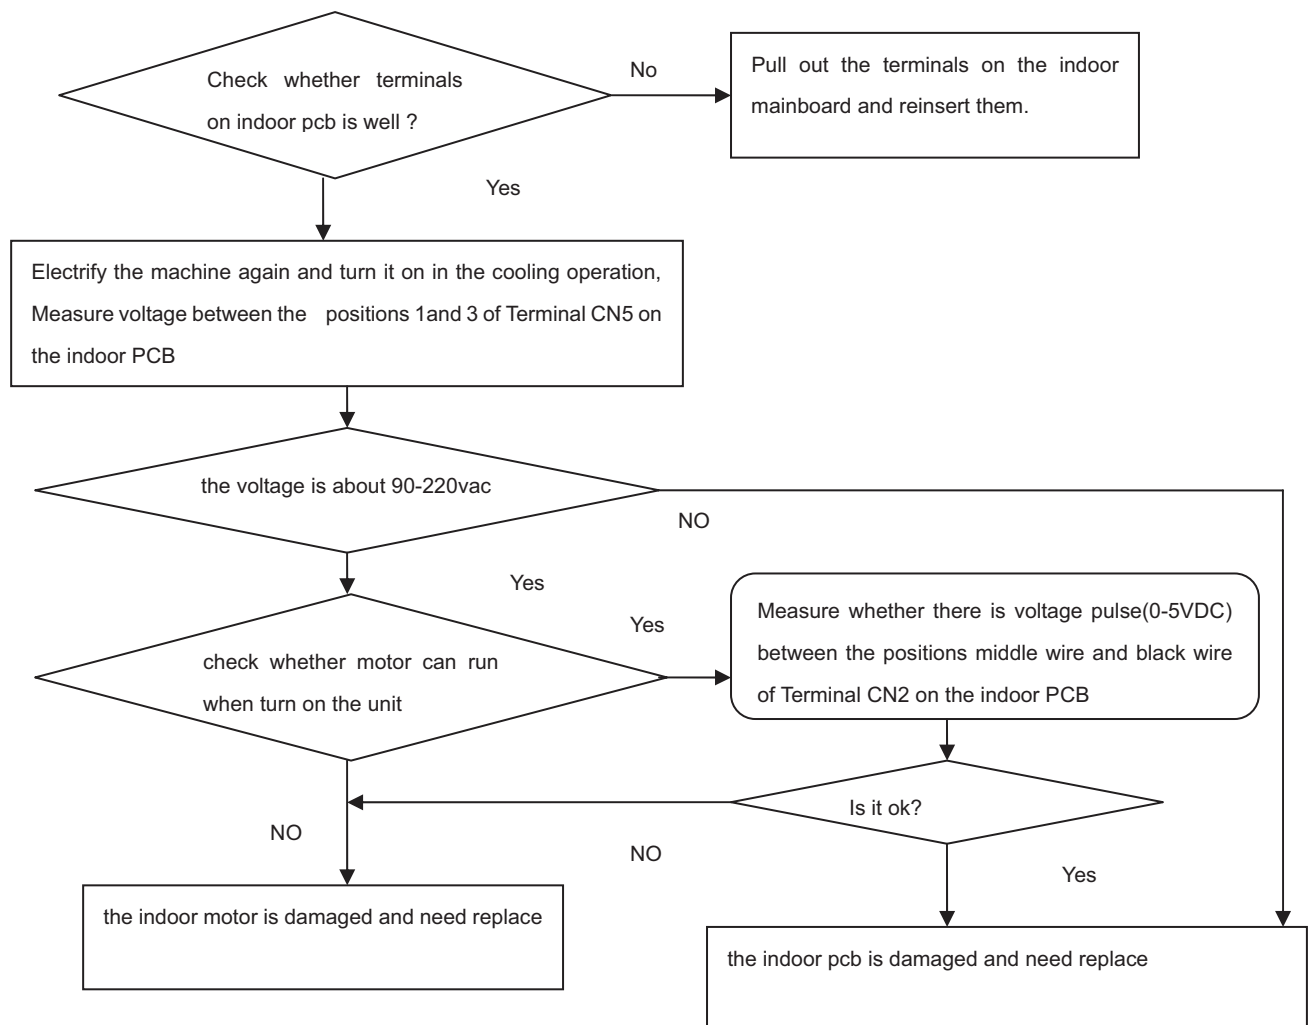 Check whether terminals
on indoor pcb is well ?
No
Pull out the terminals on the indoor
mainboard and reinsert them.
Yes
Electrify the machine again and turn it on in the cooling operation,
Measure voltage between the positions 1and 3 of Terminal CN5 on
the indoor PCB
the voltage is about 90-220vac
NO
Yes
check whether motor can run
when turn on the unit
Yes
Measure whether there is voltage pulse(0-5VDC)
between the positions middle wire and black wire
of Terminal CN2 on the indoor PCB
Is it ok?
NO
NO
Yes
the indoor motor is damaged and need replace
the indoor pcb is damaged and need replace